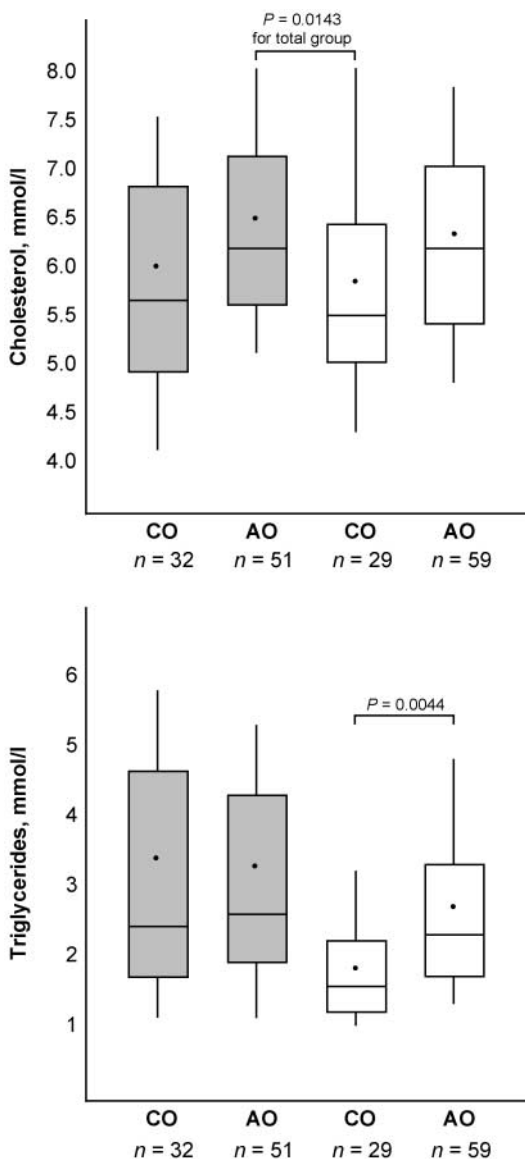 P = 0.0143
for total group
Cholesterol, mmol/l
8.0
7.5
7.0
6.5
6.0
5.5
5.0
4.5
4.0
CO AO CO AO
n = 32 n = 51 n = 29 n = 59
Triglycerides, mmol/l
6
P = 0.0044
5
4
3
2
1
CO AO CO AO
n = 32 n = 51 n = 29 n = 59